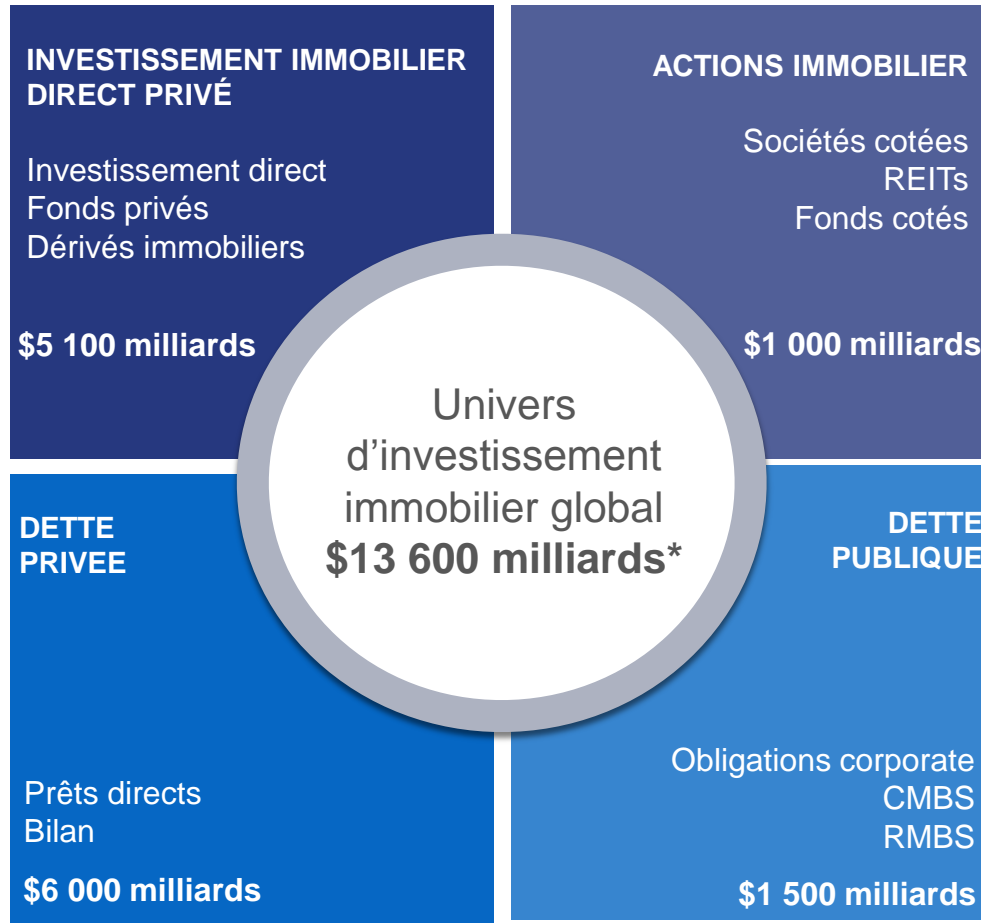 INVESTISSEMENT IMMOBILIER
DIRECT PRIVÉ
Investissement direct
Fonds privés
Dérivés immobiliers
$5 100 milliards
ACTIONS IMMOBILIER
Sociétés cotées
REITs
Fonds cotés
$1 000 milliards
Univers
d’investissement
immobilier global
$13 600 milliards*
DETTE
PRIVEE
Prêts directs
Bilan
$6 000 milliards
DETTE
PUBLIQUE
Obligations corporate
CMBS
RMBS
$1 500 milliards